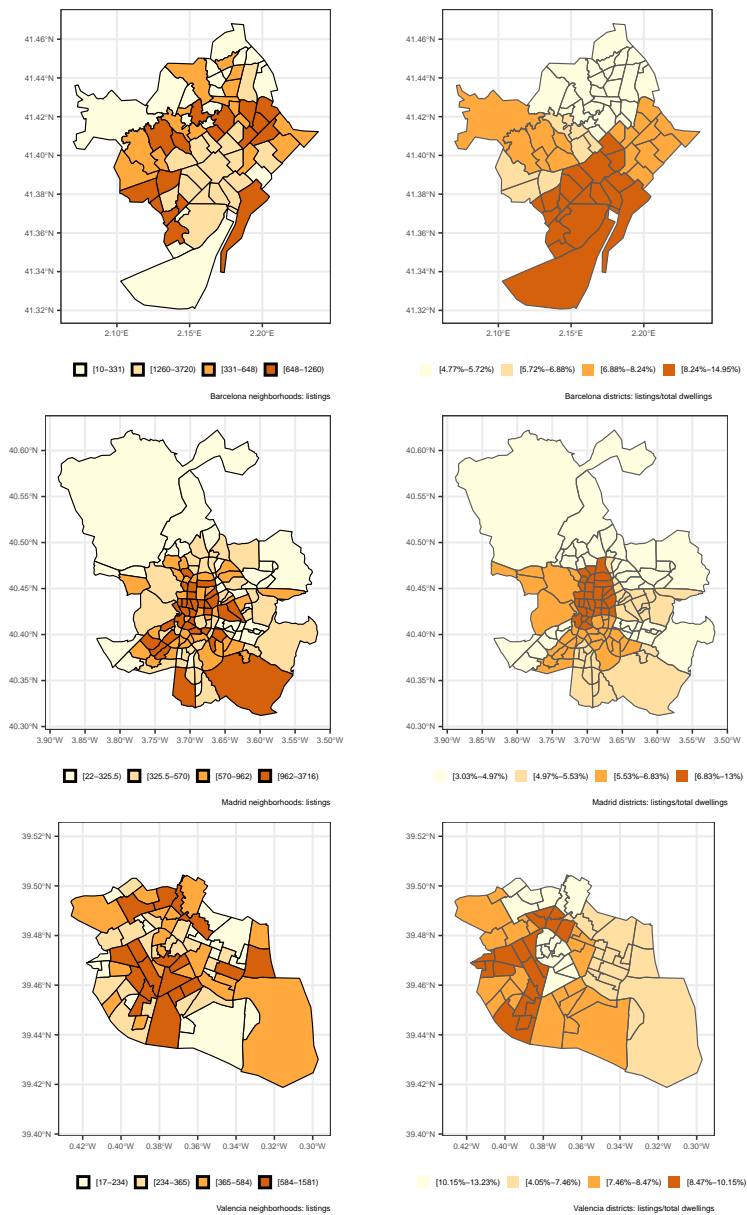 41.46°N
41.44°N
41.42°N
41.40°N
41.38°N
41.36°N
41.34°N
41.32°N
2.10°E 2.15°E 2.20°E
[10−331) [1260−3720) [331−648) [648−1260)
Barcelona neighborhoods: listings
41.46°N
41.44°N
41.42°N
41.40°N
41.38°N
41.36°N
41.34°N
41.32°N
2.10°E 2.15°E 2.20°E
[4.77%−5.72%) [5.72%−6.88%) [6.88%−8.24%) [8.24%−14.95%)
Barcelona districts: listings/total dwellings
40.60°N
40.55°N
40.50°N
40.45°N
40.40°N
40.35°N
40.30°N
3.90°W 3.85°W 3.80°W 3.75°W 3.70°W 3.65°W 3.60°W 3.55°W 3.50°W
[22−325.5) [325.5−570) [570−962) [962−3716)
Madrid neighborhoods: listings
40.60°N
40.55°N
40.50°N
40.45°N
40.40°N
40.35°N
40.30°N
3.90°W 3.85°W 3.80°W 3.75°W 3.70°W 3.65°W 3.60°W 3.55°W 3.50°W
[3.03%−4.97%) [4.97%−5.53%) [5.53%−6.83%) [6.83%−13%)
Madrid districts: listings/total dwellings
39.52°N
39.50°N
39.48°N
39.46°N
39.44°N
39.42°N
39.40°N
0.42°W 0.40°W 0.38°W 0.36°W 0.34°W 0.32°W 0.30°W
[17−234) [234−365) [365−584) [584−1581)
Valencia neighborhoods: listings
39.52°N
39.50°N
39.48°N
39.46°N
39.44°N
39.42°N
39.40°N
0.42°W 0.40°W 0.38°W 0.36°W 0.34°W 0.32°W 0.30°W
[10.15%−13.23%) [4.05%−7.46%) [7.46%−8.47%) [8.47%−10.15%)
Valencia districts: listings/total dwellings